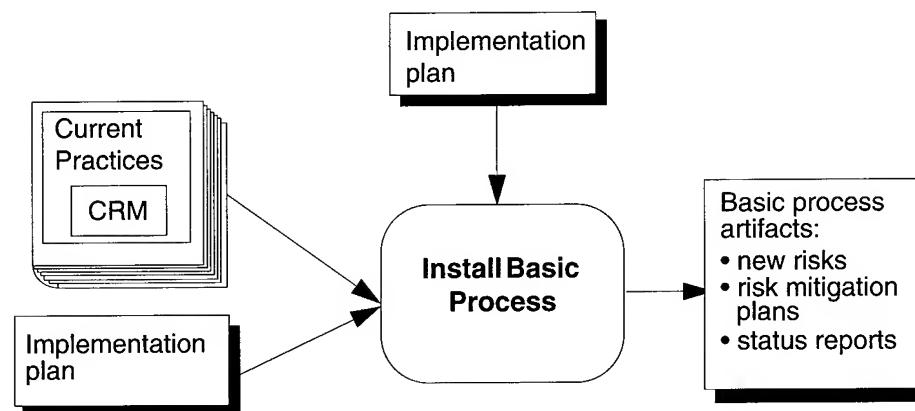 Implementation
plan
Current
Practices
CRM
Install Basic
Process
Implementation
plan
Basic process
artifacts:
• new risks
• risk mitigation
plans
• status reports